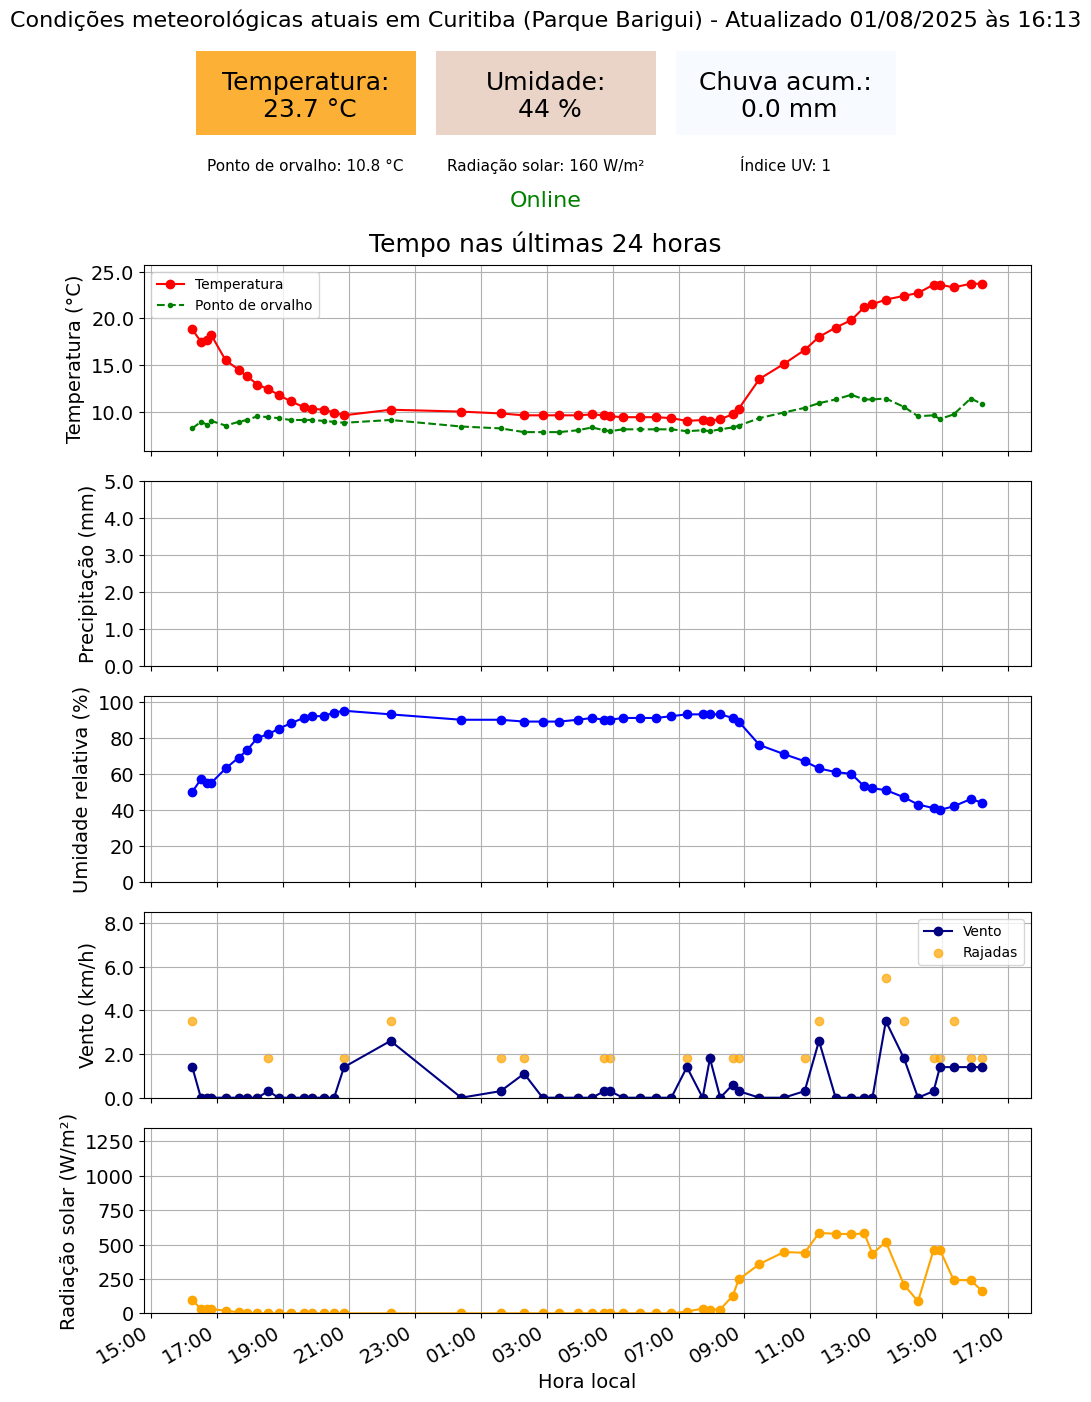 Condições meteorológicas atuais em Curitiba (Parque Barigui) - Atualizado 01/08/2025 às 16:13
Temperatura:
23.7 °C
Umidade:
44 %
Chuva acum.:
0.0 mm
Ponto de orvalho: 10.8 °C
Radiação solar: 160 W/m²
Índice UV: 1
Online
Tempo nas últimas 24 horas
Temperatura (°C)
25.0
20.0
15.0
10.0
Temperatura
Ponto de orvalho
Precipitação (mm)
5.0
4.0
3.0
2.0
1.0
0.0
Umidade relativa (%)
100
80
60
40
20
0
Vento (km/h)
8.0
6.0
4.0
2.0
0.0
Vento
Rajadas
Radiação solar (W/m²)
1250
1000
750
500
250
0
15:00
17:00
19:00
21:00
23:00
01:00
03:00
05:00
07:00
09:00
11:00
13:00
15:00
17:00
Hora local